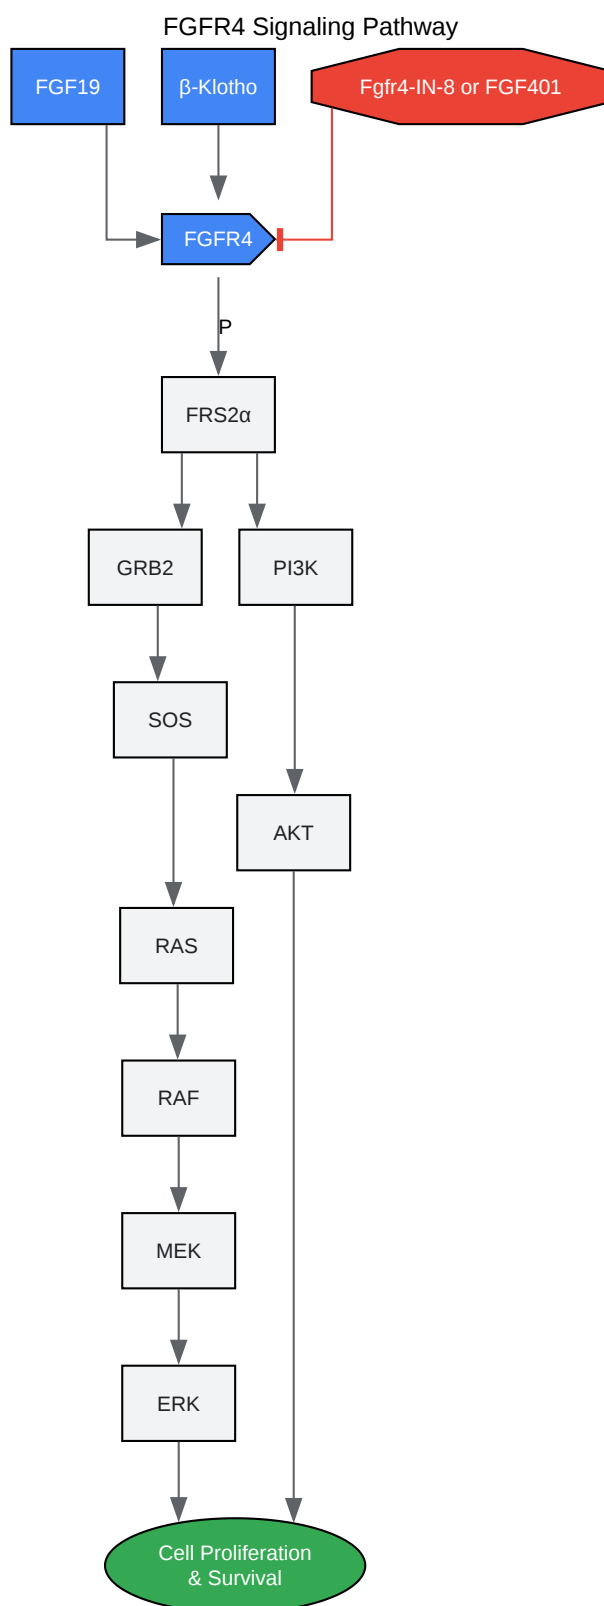 FGFR4 Signaling Pathway
FGF19
β-Klotho
Fgfr4-IN-8 or FGF401
FGFR4
P
FRS2α
GRB2
PI3K
SOS
AKT
RAS
RAF
MEK
ERK
Cell Proliferation
& Survival